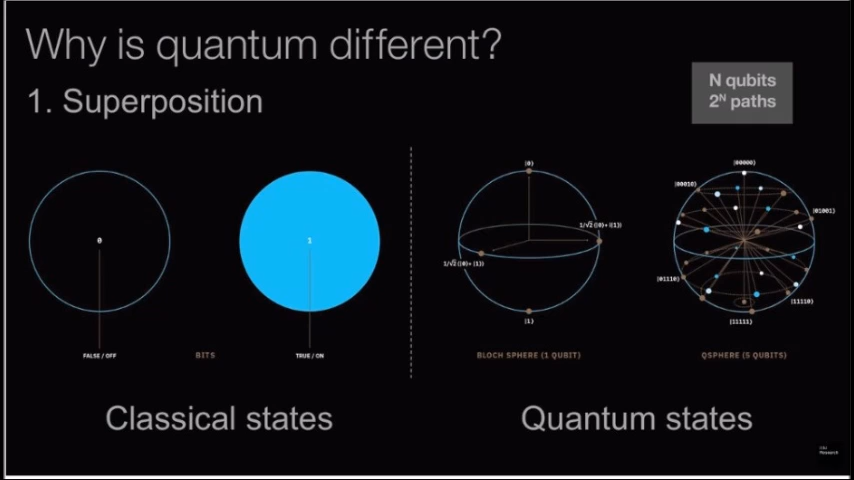 Why is quantum different?
1. Superposition
N qubits
2ᴺ paths
0
1
FALSE / OFF
BITS
TRUE / ON
Classical states
|0⟩
1/√2 (|0⟩+ i|1⟩)
1/√2 (|0⟩+ |1⟩)
|1⟩
BLOCH SPHERE (1 QUBIT)
|00000⟩
|00010⟩
|01001⟩
|01110⟩
|11110⟩
|11111⟩
QSPHERE (5 QUBITS)
Quantum states
Research